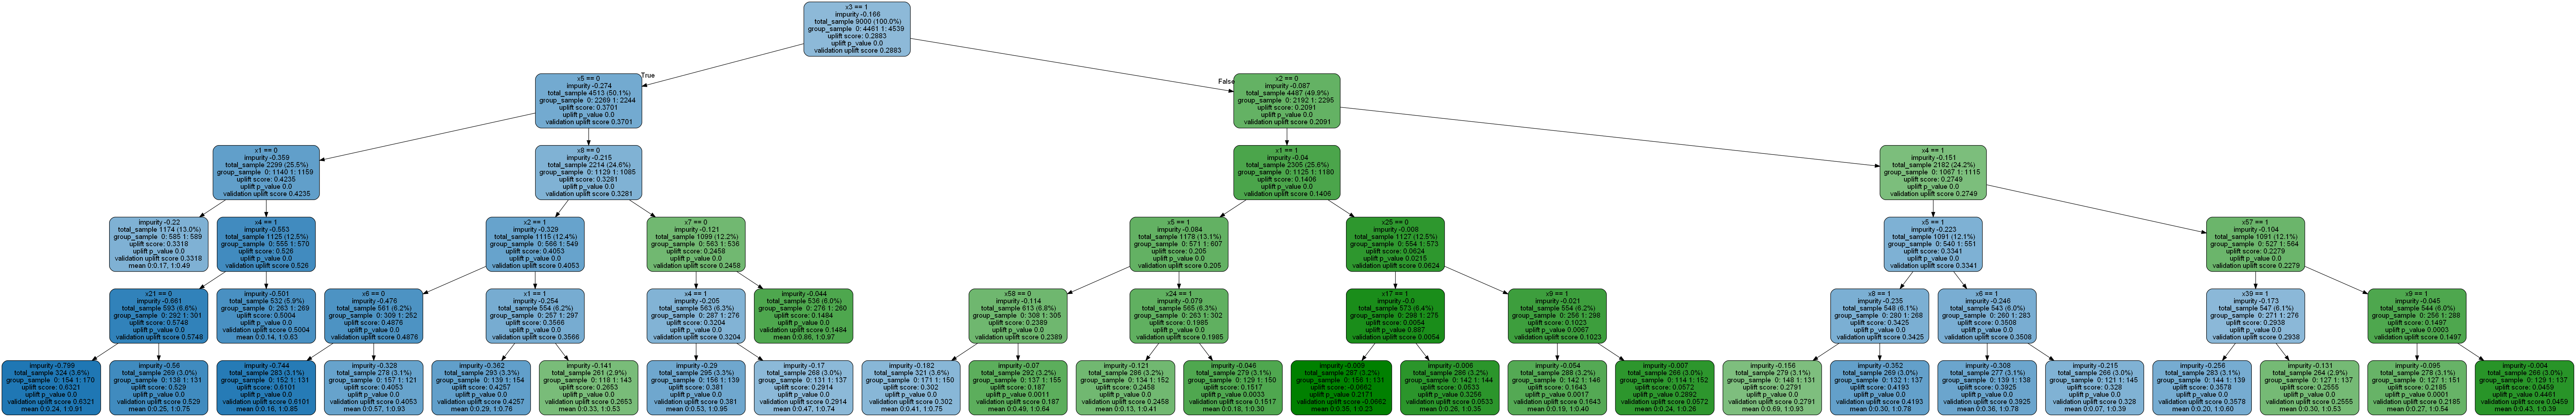 x3 == 1
impurity -0.166
total_sample 9000 (100.0%)
group_sample 0: 4461 1: 4539
uplift score: 0.2883
uplift p_value 0.0
validation uplift score 0.2883
True
False
x5 == 0
impurity -0.274
total_sample 4513 (50.1%)
group_sample 0: 2269 1: 2244
uplift score: 0.3701
uplift p_value 0.0
validation uplift score 0.3701
x2 == 0
impurity -0.087
total_sample 4487 (49.9%)
group_sample 0: 2192 1: 2295
uplift score: 0.2091
uplift p_value 0.0
validation uplift score 0.2091
x1 == 0
impurity -0.359
total_sample 2299 (25.5%)
group_sample 0: 1140 1: 1159
uplift score: 0.4235
uplift p_value 0.0
validation uplift score 0.4235
x8 == 0
impurity -0.215
total_sample 2214 (24.6%)
group_sample 0: 1129 1: 1085
uplift score: 0.3281
uplift p_value 0.0
validation uplift score 0.3281
x1 == 1
impurity -0.04
total_sample 2305 (25.6%)
group_sample 0: 1125 1: 1180
uplift score: 0.1406
uplift p_value 0.0
validation uplift score 0.1406
x4 == 1
impurity -0.151
total_sample 2182 (24.2%)
group_sample 0: 1067 1: 1115
uplift score: 0.2749
uplift p_value 0.0
validation uplift score 0.2749
impurity -0.22
total_sample 1174 (13.0%)
group_sample 0: 585 1: 589
uplift score: 0.3318
uplift p_value 0.0
validation uplift score 0.3318
mean 0:0.17, 1:0.49
x4 == 1
impurity -0.553
total_sample 1125 (12.5%)
group_sample 0: 555 1: 570
uplift score: 0.526
uplift p_value 0.0
validation uplift score 0.526
x2 == 1
impurity -0.329
total_sample 1115 (12.4%)
group_sample 0: 566 1: 549
uplift score: 0.4053
uplift p_value 0.0
validation uplift score 0.4053
x7 == 0
impurity -0.121
total_sample 1099 (12.2%)
group_sample 0: 563 1: 536
uplift score: 0.2458
uplift p_value 0.0
validation uplift score 0.2458
x5 == 1
impurity -0.084
total_sample 1178 (13.1%)
group_sample 0: 571 1: 607
uplift score: 0.205
uplift p_value 0.0
validation uplift score 0.205
x25 == 0
impurity -0.008
total_sample 1127 (12.5%)
group_sample 0: 554 1: 573
uplift score: 0.0624
uplift p_value 0.0215
validation uplift score 0.0624
x5 == 1
impurity -0.223
total_sample 1091 (12.1%)
group_sample 0: 540 1: 551
uplift score: 0.3341
uplift p_value 0.0
validation uplift score 0.3341
x57 == 1
impurity -0.104
total_sample 1091 (12.1%)
group_sample 0: 527 1: 564
uplift score: 0.2279
uplift p_value 0.0
validation uplift score 0.2279
x21 == 0
impurity -0.661
total_sample 593 (6.6%)
group_sample 0: 292 1: 301
uplift score: 0.5748
uplift p_value 0.0
validation uplift score 0.5748
impurity -0.501
total_sample 532 (5.9%)
group_sample 0: 263 1: 269
uplift score: 0.5004
uplift p_value 0.0
validation uplift score 0.5004
mean 0:0.14, 1:0.63
x6 == 0
impurity -0.476
total_sample 561 (6.2%)
group_sample 0: 309 1: 252
uplift score: 0.4876
uplift p_value 0.0
validation uplift score 0.4876
x1 == 1
impurity -0.254
total_sample 554 (6.2%)
group_sample 0: 257 1: 297
uplift score: 0.3566
uplift p_value 0.0
validation uplift score 0.3566
x4 == 1
impurity -0.205
total_sample 563 (6.3%)
group_sample 0: 287 1: 276
uplift score: 0.3204
uplift p_value 0.0
validation uplift score 0.3204
impurity -0.044
total_sample 536 (6.0%)
group_sample 0: 276 1: 260
uplift score: 0.1484
uplift p_value 0.0
validation uplift score 0.1484
mean 0:0.86, 1:0.97
x58 == 0
impurity -0.114
total_sample 613 (6.8%)
group_sample 0: 308 1: 305
uplift score: 0.2389
uplift p_value 0.0
validation uplift score 0.2389
x24 == 1
impurity -0.079
total_sample 565 (6.3%)
group_sample 0: 263 1: 302
uplift score: 0.1985
uplift p_value 0.0
validation uplift score 0.1985
x17 == 1
impurity -0.0
total_sample 573 (6.4%)
group_sample 0: 298 1: 275
uplift score: 0.0054
uplift p_value 0.887
validation uplift score 0.0054
x9 == 1
impurity -0.021
total_sample 554 (6.2%)
group_sample 0: 256 1: 298
uplift score: 0.1023
uplift p_value 0.0067
validation uplift score 0.1023
x8 == 1
impurity -0.235
total_sample 548 (6.1%)
group_sample 0: 280 1: 268
uplift score: 0.3425
uplift p_value 0.0
validation uplift score 0.3425
x6 == 1
impurity -0.246
total_sample 543 (6.0%)
group_sample 0: 260 1: 283
uplift score: 0.3508
uplift p_value 0.0
validation uplift score 0.3508
x39 == 1
impurity -0.173
total_sample 547 (6.1%)
group_sample 0: 271 1: 276
uplift score: 0.2938
uplift p_value 0.0
validation uplift score 0.2938
x9 == 1
impurity -0.045
total_sample 544 (6.0%)
group_sample 0: 256 1: 288
uplift score: 0.1497
uplift p_value 0.0003
validation uplift score 0.1497
impurity -0.799
total_sample 324 (3.6%)
group_sample 0: 154 1: 170
uplift score: 0.6321
uplift p_value 0.0
validation uplift score 0.6321
mean 0:0.24, 1:0.91
impurity -0.56
total_sample 269 (3.0%)
group_sample 0: 138 1: 131
uplift score: 0.529
uplift p_value 0.0
validation uplift score 0.529
mean 0:0.25, 1:0.75
impurity -0.744
total_sample 283 (3.1%)
group_sample 0: 152 1: 131
uplift score: 0.6101
uplift p_value 0.0
validation uplift score 0.6101
mean 0:0.16, 1:0.85
impurity -0.328
total_sample 278 (3.1%)
group_sample 0: 157 1: 121
uplift score: 0.4053
uplift p_value 0.0
validation uplift score 0.4053
mean 0:0.57, 1:0.93
impurity -0.362
total_sample 293 (3.3%)
group_sample 0: 139 1: 154
uplift score: 0.4257
uplift p_value 0.0
validation uplift score 0.4257
mean 0:0.29, 1:0.76
impurity -0.141
total_sample 261 (2.9%)
group_sample 0: 118 1: 143
uplift score: 0.2653
uplift p_value 0.0
validation uplift score 0.2653
mean 0:0.33, 1:0.53
impurity -0.29
total_sample 295 (3.3%)
group_sample 0: 156 1: 139
uplift score: 0.381
uplift p_value 0.0
validation uplift score 0.381
mean 0:0.53, 1:0.95
impurity -0.17
total_sample 268 (3.0%)
group_sample 0: 131 1: 137
uplift score: 0.2914
uplift p_value 0.0
validation uplift score 0.2914
mean 0:0.47, 1:0.74
impurity -0.182
total_sample 321 (3.6%)
group_sample 0: 171 1: 150
uplift score: 0.302
uplift p_value 0.0
validation uplift score 0.302
mean 0:0.41, 1:0.75
impurity -0.07
total_sample 292 (3.2%)
group_sample 0: 137 1: 155
uplift score: 0.187
uplift p_value 0.0011
validation uplift score 0.187
mean 0:0.49, 1:0.64
impurity -0.121
total_sample 286 (3.2%)
group_sample 0: 134 1: 152
uplift score: 0.2458
uplift p_value 0.0
validation uplift score 0.2458
mean 0:0.13, 1:0.41
impurity -0.046
total_sample 279 (3.1%)
group_sample 0: 129 1: 150
uplift score: 0.1517
uplift p_value 0.0033
validation uplift score 0.1517
mean 0:0.18, 1:0.30
impurity -0.009
total_sample 287 (3.2%)
group_sample 0: 156 1: 131
uplift score: -0.0662
uplift p_value 0.2171
validation uplift score -0.0662
mean 0:0.35, 1:0.23
impurity -0.006
total_sample 286 (3.2%)
group_sample 0: 142 1: 144
uplift score: 0.0533
uplift p_value 0.3256
validation uplift score 0.0533
mean 0:0.26, 1:0.35
impurity -0.054
total_sample 288 (3.2%)
group_sample 0: 142 1: 146
uplift score: 0.1643
uplift p_value 0.0017
validation uplift score 0.1643
mean 0:0.19, 1:0.40
impurity -0.007
total_sample 266 (3.0%)
group_sample 0: 114 1: 152
uplift score: 0.0572
uplift p_value 0.2892
validation uplift score 0.0572
mean 0:0.24, 1:0.26
impurity -0.156
total_sample 279 (3.1%)
group_sample 0: 148 1: 131
uplift score: 0.2791
uplift p_value 0.0
validation uplift score 0.2791
mean 0:0.69, 1:0.93
impurity -0.352
total_sample 269 (3.0%)
group_sample 0: 132 1: 137
uplift score: 0.4193
uplift p_value 0.0
validation uplift score 0.4193
mean 0:0.30, 1:0.78
impurity -0.308
total_sample 277 (3.1%)
group_sample 0: 139 1: 138
uplift score: 0.3925
uplift p_value 0.0
validation uplift score 0.3925
mean 0:0.36, 1:0.78
impurity -0.215
total_sample 266 (3.0%)
group_sample 0: 121 1: 145
uplift score: 0.328
uplift p_value 0.0
validation uplift score 0.328
mean 0:0.07, 1:0.39
impurity -0.256
total_sample 283 (3.1%)
group_sample 0: 144 1: 139
uplift score: 0.3578
uplift p_value 0.0
validation uplift score 0.3578
mean 0:0.20, 1:0.60
impurity -0.131
total_sample 264 (2.9%)
group_sample 0: 127 1: 137
uplift score: 0.2555
uplift p_value 0.0
validation uplift score 0.2555
mean 0:0.30, 1:0.53
impurity -0.095
total_sample 278 (3.1%)
group_sample 0: 127 1: 151
uplift score: 0.2185
uplift p_value 0.0001
validation uplift score 0.2185
mean 0:0.27, 1:0.54
impurity -0.004
total_sample 266 (3.0%)
group_sample 0: 129 1: 137
uplift score: 0.0459
uplift p_value 0.4461
validation uplift score 0.0459
mean 0:0.40, 1:0.39